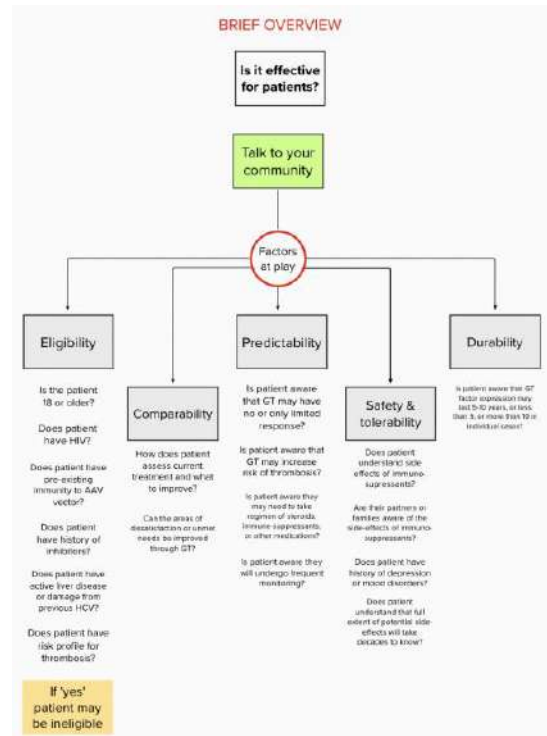 BRIEF OVERVIEW
Is it effective
for patients?
Talk to your
community
Factors
at play
Eligibility
Is the patient
18 or older?
Does patient
have HIV?
Does patient have
pre-existing
immunity to AAV
vector?
Does patient
have history of
inhibitors?
Does patient have
active liver disease
or damage from
previous HCV?
Does patient have
risk profile for
thrombosis?
If 'yes'
patient may
be ineligible
Comparability
How does patient
assess current
treatment and what
to improve?
Can the areas of
dissatisfaction or unmet
needs be improved
through GT?
Predictability
Is patient aware
that GT may have
no or only limited
response?
Is patient aware that
GT may increase
risk of thrombosis?
Is patient aware they
may need to take
regimen of steroids,
immune-suppressants,
or other medications?
Is patient aware they
will undergo frequent
monitoring?
Safety &
tolerability
Does patient
understand side
effects of immuno-
supressants?
Are their partners or
families aware of the
side-effects of immuno-
suppressants?
Does patient have
history of depression
or mood disorders?
Does patient
understand that full
extent of potential side
effects will take
decades to know?
Durability
Is patient aware that GT
factor expression may
last 5-10 years, or less
than 5, or more than 10 in
individual cases?